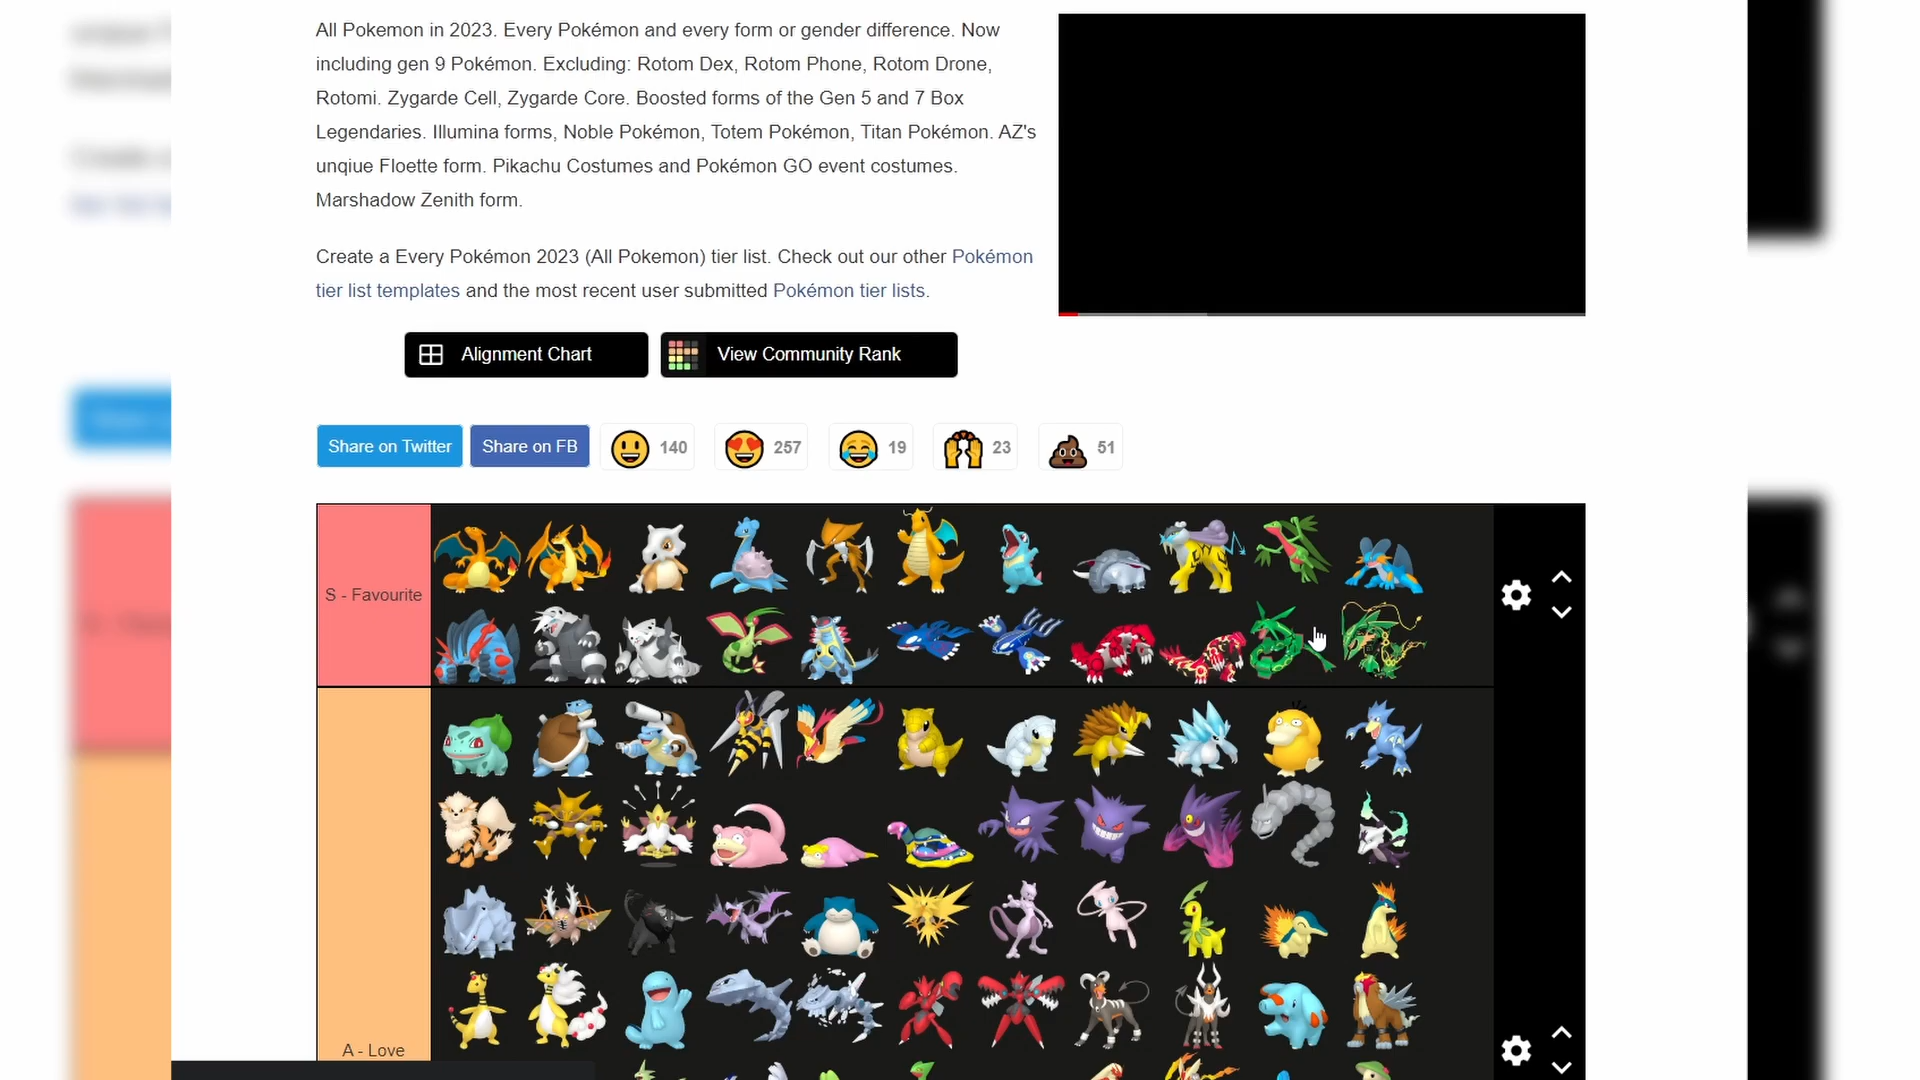 All Pokemon in 2023. Every Pokémon and every form or gender difference. Now
including gen 9 Pokémon. Excluding: Rotom Dex, Rotom Phone, Rotom Drone,
Rotomi. Zygarde Cell, Zygarde Core. Boosted forms of the Gen 5 and 7 Box
Legendaries. Illumina forms, Noble Pokémon, Totem Pokémon, Titan Pokémon. AZ's
unqiue Floette form. Pikachu Costumes and Pokémon GO event costumes.
Marshadow Zenith form.
Create a Every Pokémon 2023 (All Pokemon) tier list. Check out our other Pokémon
tier list templates and the most recent user submitted Pokémon tier lists.
Alignment Chart
View Community Rank
Share on Twitter
Share on FB
140
257
19
23
51
S - Favourite
A - Love